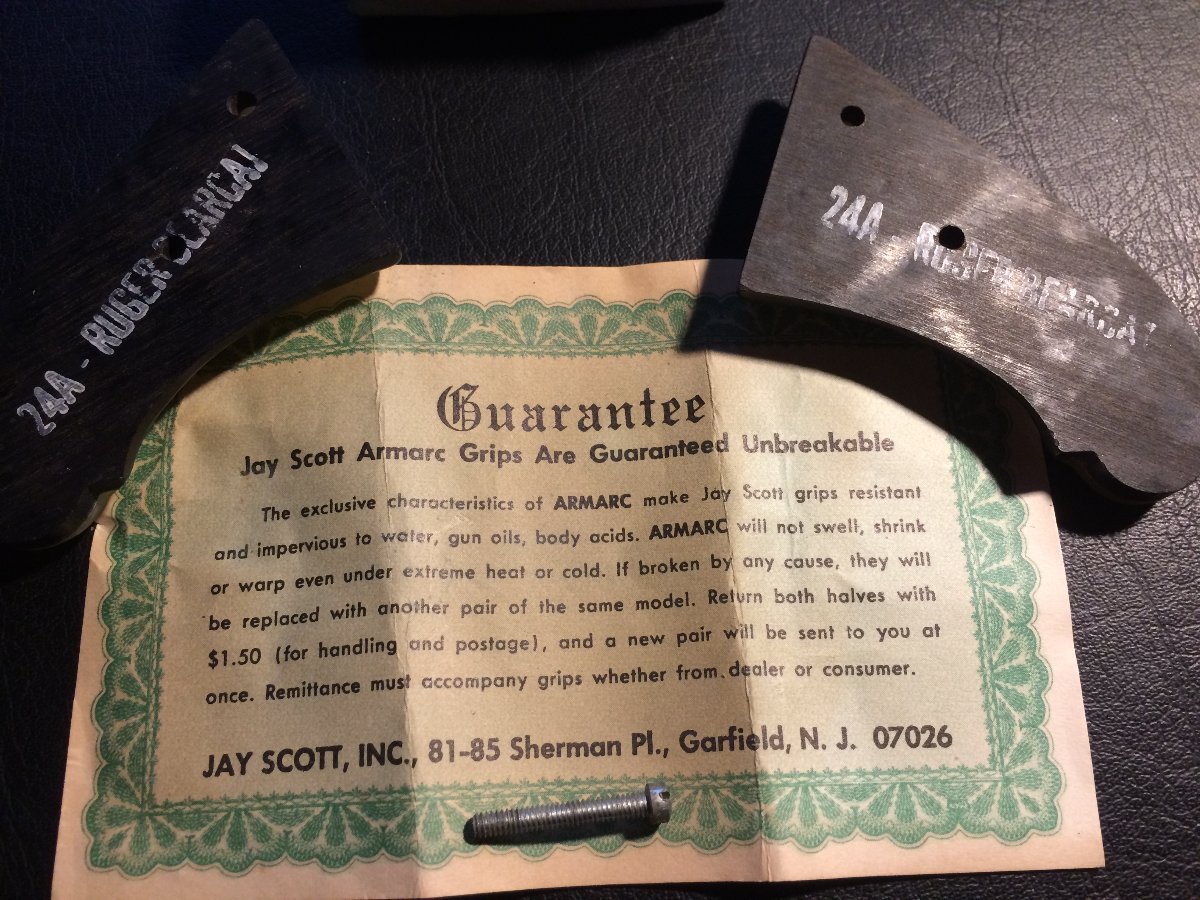 24A - RUGER BEARCAT
24A - RUGER BEARCAT
Guarantee
Jay Scott Armarc Grips Are Guaranteed Unbreakable
The exclusive characteristics of ARMARC make Jay Scott grips resistant
and impervious to water, gun oils, body acids. ARMARC will not swell, shrink
or warp even under extreme heat or cold. If broken by any cause, they will
be replaced with another pair of the same model. Return both halves with
$1.50 (for handling and postage), and a new pair will be sent to you at
once. Remittance must accompany grips whether from dealer or consumer.
JAY SCOTT, INC., 81-85 Sherman Pl., Garfield, N. J. 07026